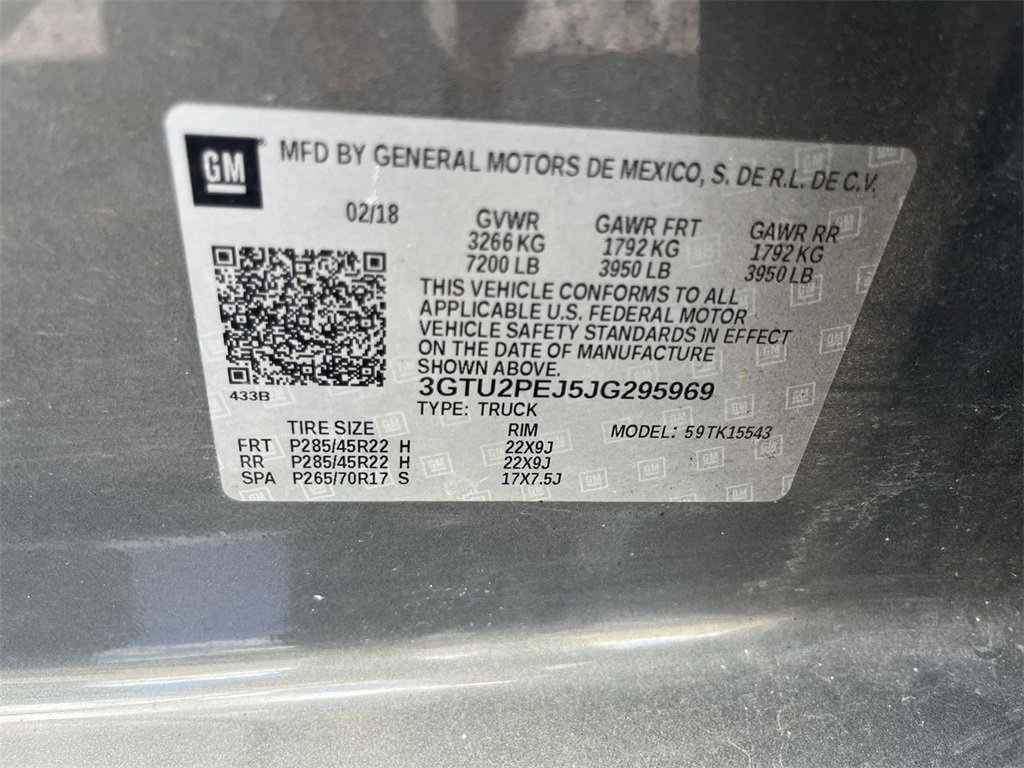 GM® MFD BY GENERAL MOTORS DE MEXICO, S. DE R.L. DE C.V.
02/18
GVWR GAWR FRT GAWR RR
3266 KG 1792 KG 1792 KG
7200 LB 3950 LB 3950 LB
THIS VEHICLE CONFORMS TO ALL
APPLICABLE U.S. FEDERAL MOTOR
VEHICLE SAFETY STANDARDS IN EFFECT
ON THE DATE OF MANUFACTURE
SHOWN ABOVE.
433B
3GTU2PEJ5JG295969
TYPE: TRUCK
TIRE SIZE RIM MODEL: 59TK15543
FRT P285/45R22 H 22X9J
RR P285/45R22 H 22X9J
SPA P265/70R17 S 17X7.5J